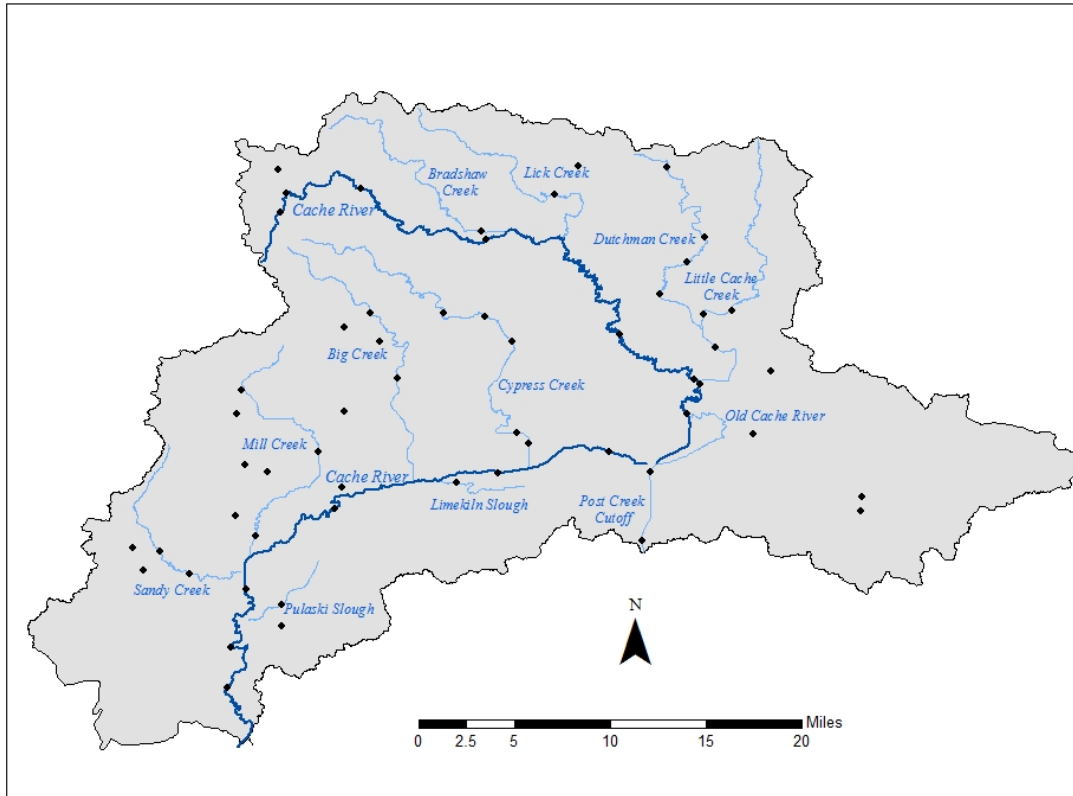 Bradshaw
Creek
Lick Creek
Cache River
Dutchman Creek
Little Cache
Creek
Big Creek
Cypress Creek
Old Cache River
Mill Creek
Cache River
Limekiln Slough
Post Creek
Cutoff
Sandy Creek
Pulaski Slough
N
Miles
0 2.5 5 10 15 20